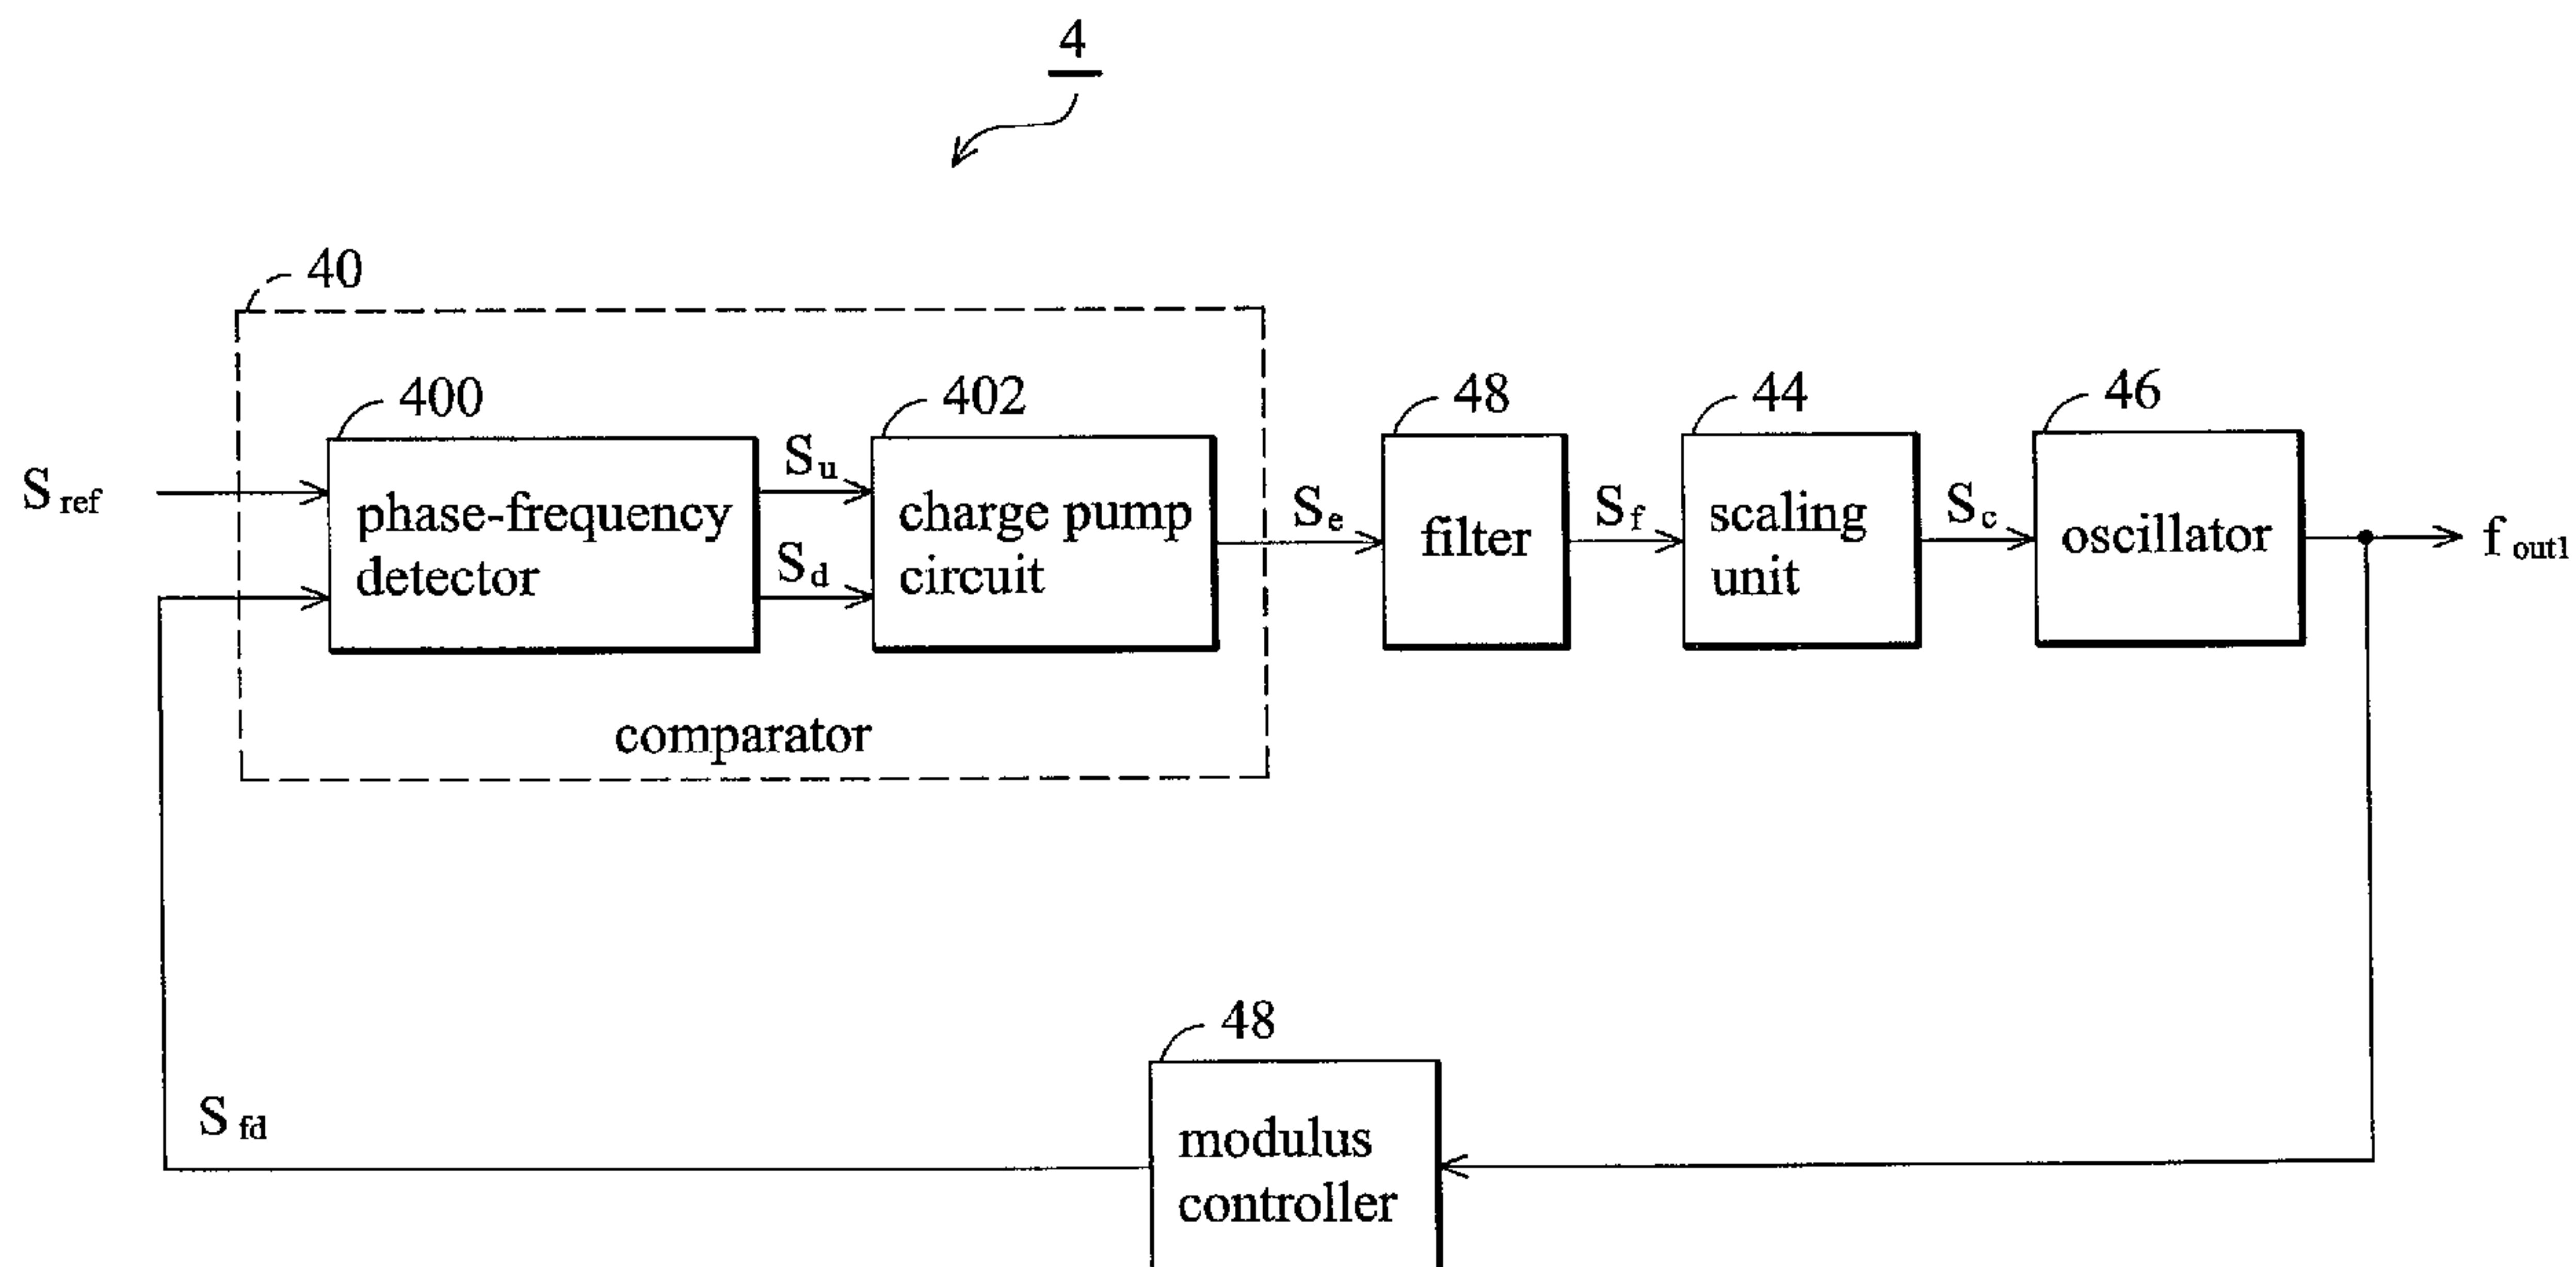 4
40
400
402
48
44
46
S ref
phase-frequency
detector
Su
Sd
charge pump
circuit
Se
filter
Sf
scaling
unit
Sc
oscillator
f out1
comparator
48
S fd
modulus
controller